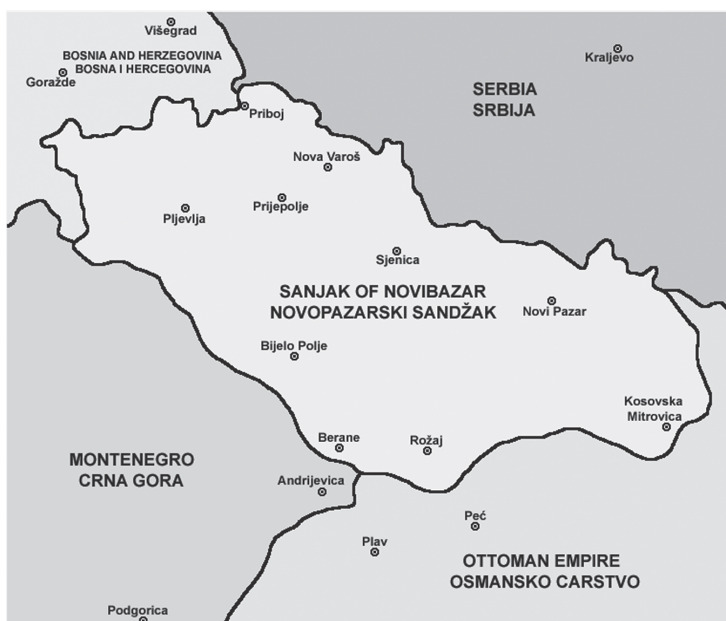 Višegrad
BOSNIA AND HERZEGOVINA
BOSNA I HERCEGOVINA
Goražde
Kraljevo
SERBIA
SRBIJA
Priboj
Nova Varoš
Prijepolje
Pljevlja
Sjenica
SANJAK OF NOVIBAZAR
NOVOPAZARSKI SANDŽAK
Novi Pazar
Bijelo Polje
Kosovska
Mitrovica
Berane
Rožaj
MONTENEGRO
CRNA GORA
Andrijevica
Peć
Plav
OTTOMAN EMPIRE
OSMANSKO CARSTVO
Podgorica